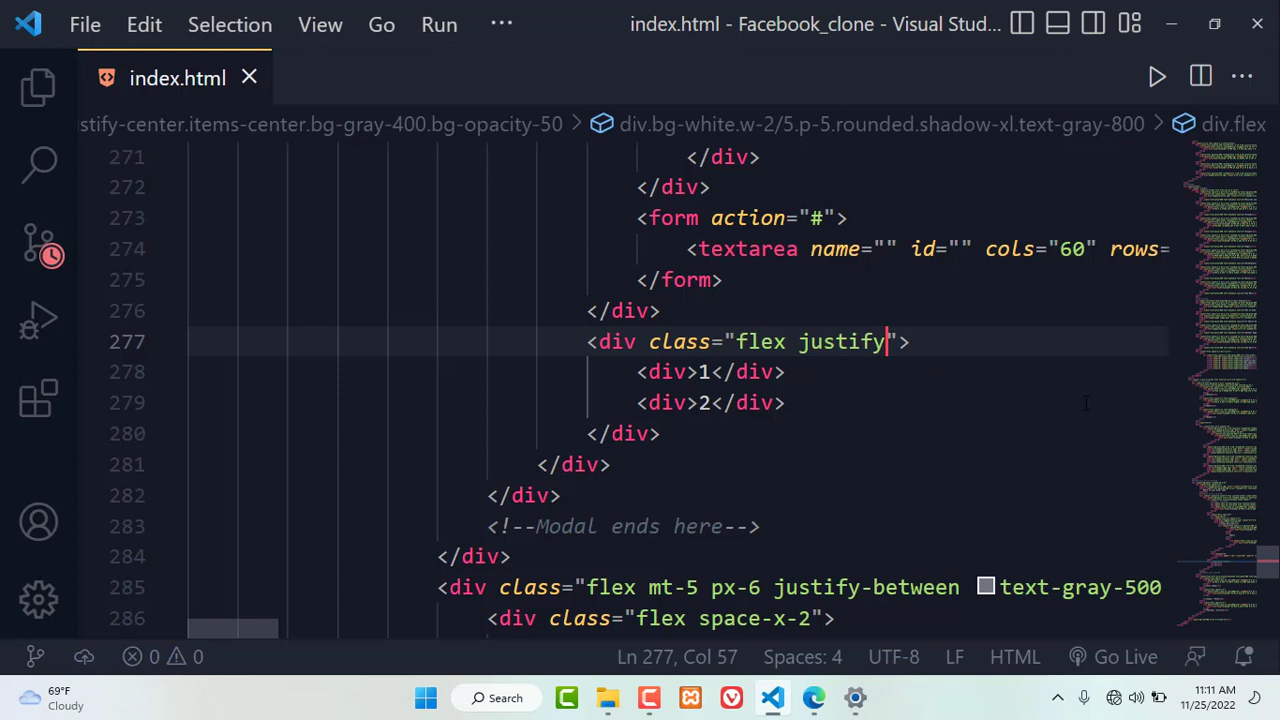 File Edit Selection View Go Run ··· index.html - Facebook_clone - Visual Stud...
index.html
stify-center.items-center.bg-gray-400.bg-opacity-50 > div.bg-white.w-2/5.p-5.rounded.shadow-xl.text-gray-800 > div.flex
271 </div>
272 </div>
273 <form action="#">
274 <textarea name="" id="" cols="60" rows=
275 </form>
276 </div>
277 <div class="flex justify">
278 <div>1</div>
279 <div>2</div>
280 </div>
281 </div>
282 </div>
283 <!--Modal ends here-->
284 </div>
285 <div class="flex mt-5 px-6 justify-between text-gray-500
286 <div class="flex space-x-2">
0 0 Ln 277, Col 57 Spaces: 4 UTF-8 LF HTML Go Live
69°F
Cloudy
Search
11:11 AM
11/25/2022